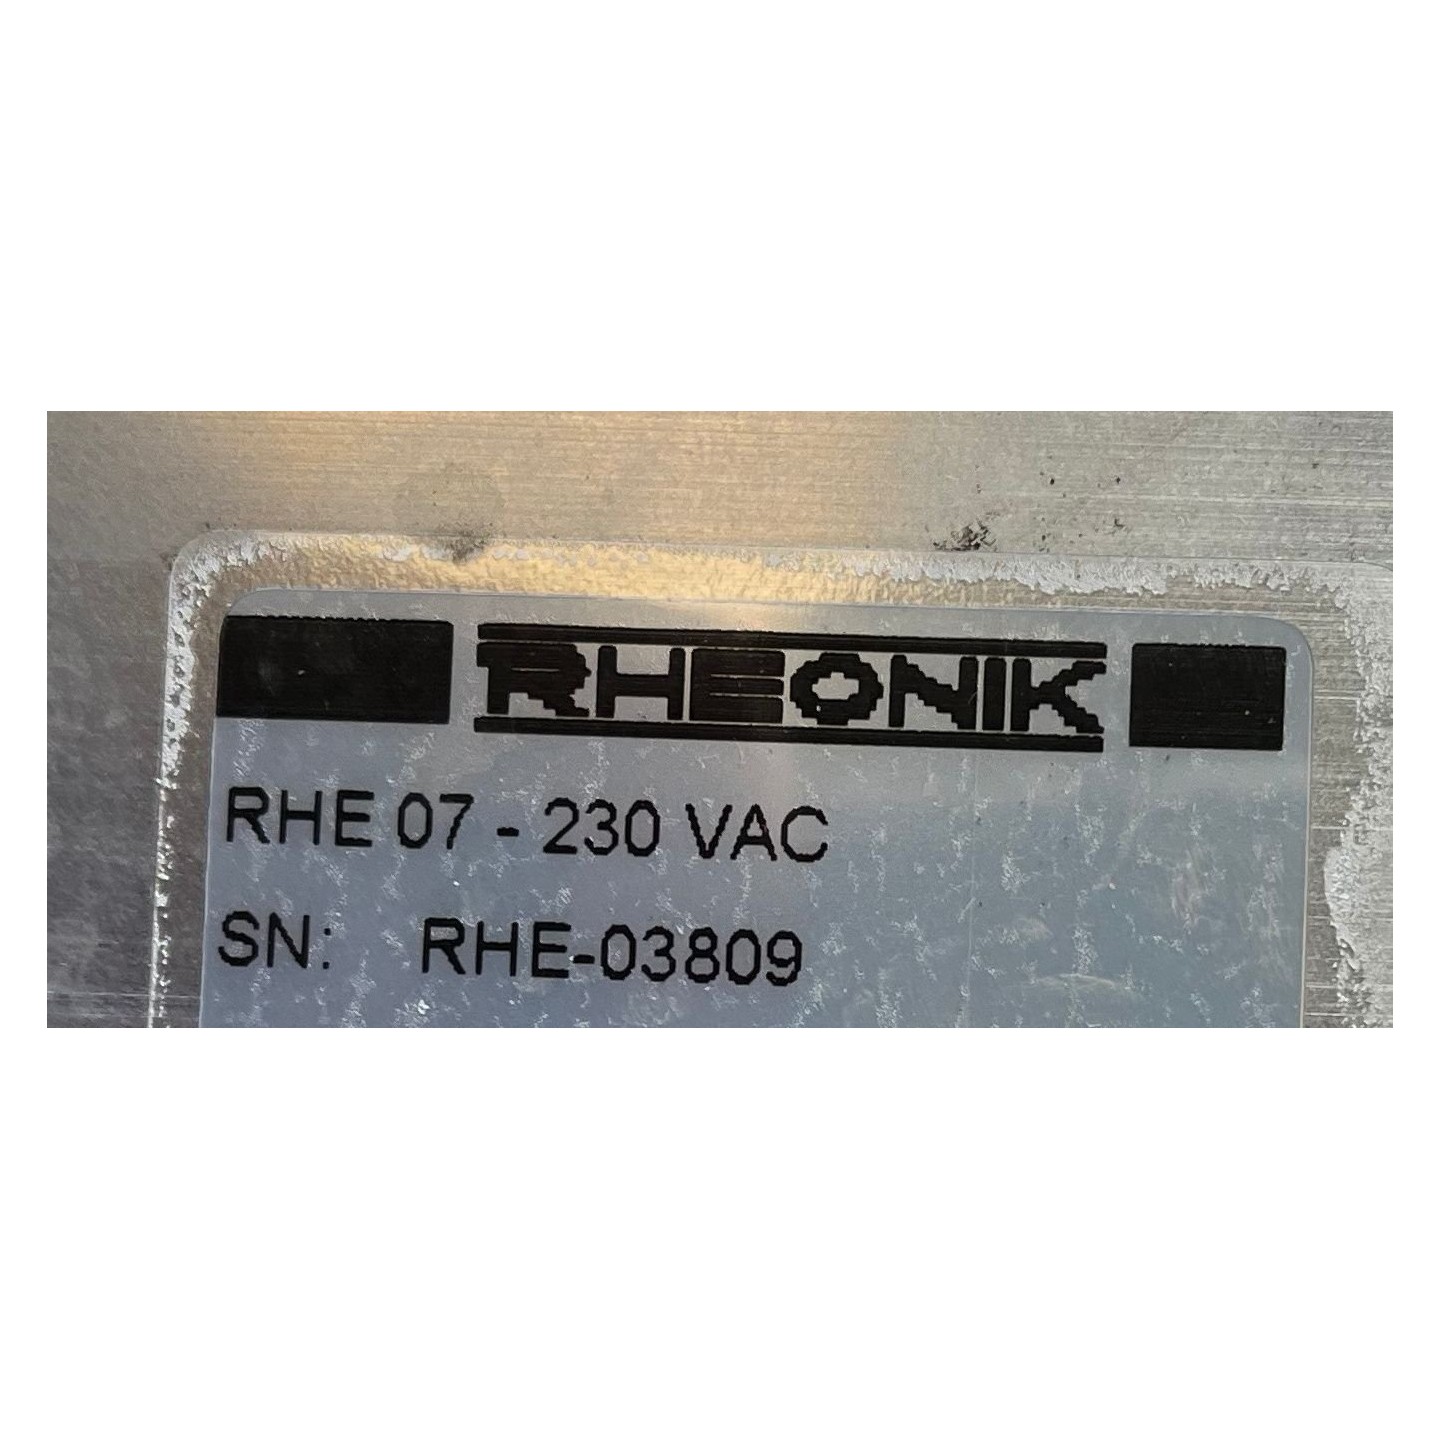 RHEONIK
RHE 07 - 230 VAC
SN: RHE-03809